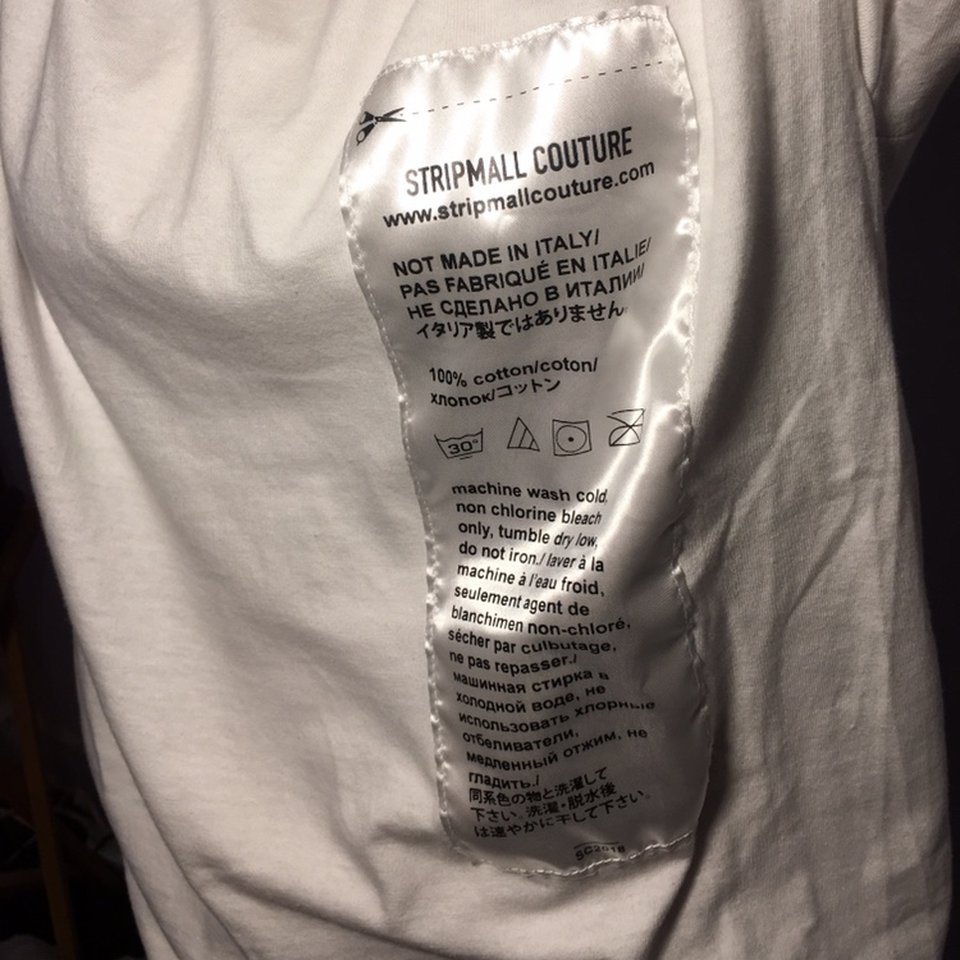 STRIPMALL COUTURE
www.stripmallcouture.com
NOT MADE IN ITALY/
PAS FABRIQUÉ EN ITALIE/
НЕ СДЕЛАНО В ИТАЛИИ/
イタリア製ではありません
100% cotton/coton/
хлопок/コットン
30°
machine wash cold,
non chlorine bleach
only, tumble dry low,
do not iron./ laver à la
machine à l'eau froid,
seulement agent de
blanchimen non-chloré,
sécher par culbutage,
ne pas repasser./
машинная стирка в
холодной воде, не
использовать хлорные
отбеливатели,
медленный отжим, не
гладить./
同系色の物と洗濯して
下さい。洗濯・脱水後
は速やかに干して下さい。
SC2018